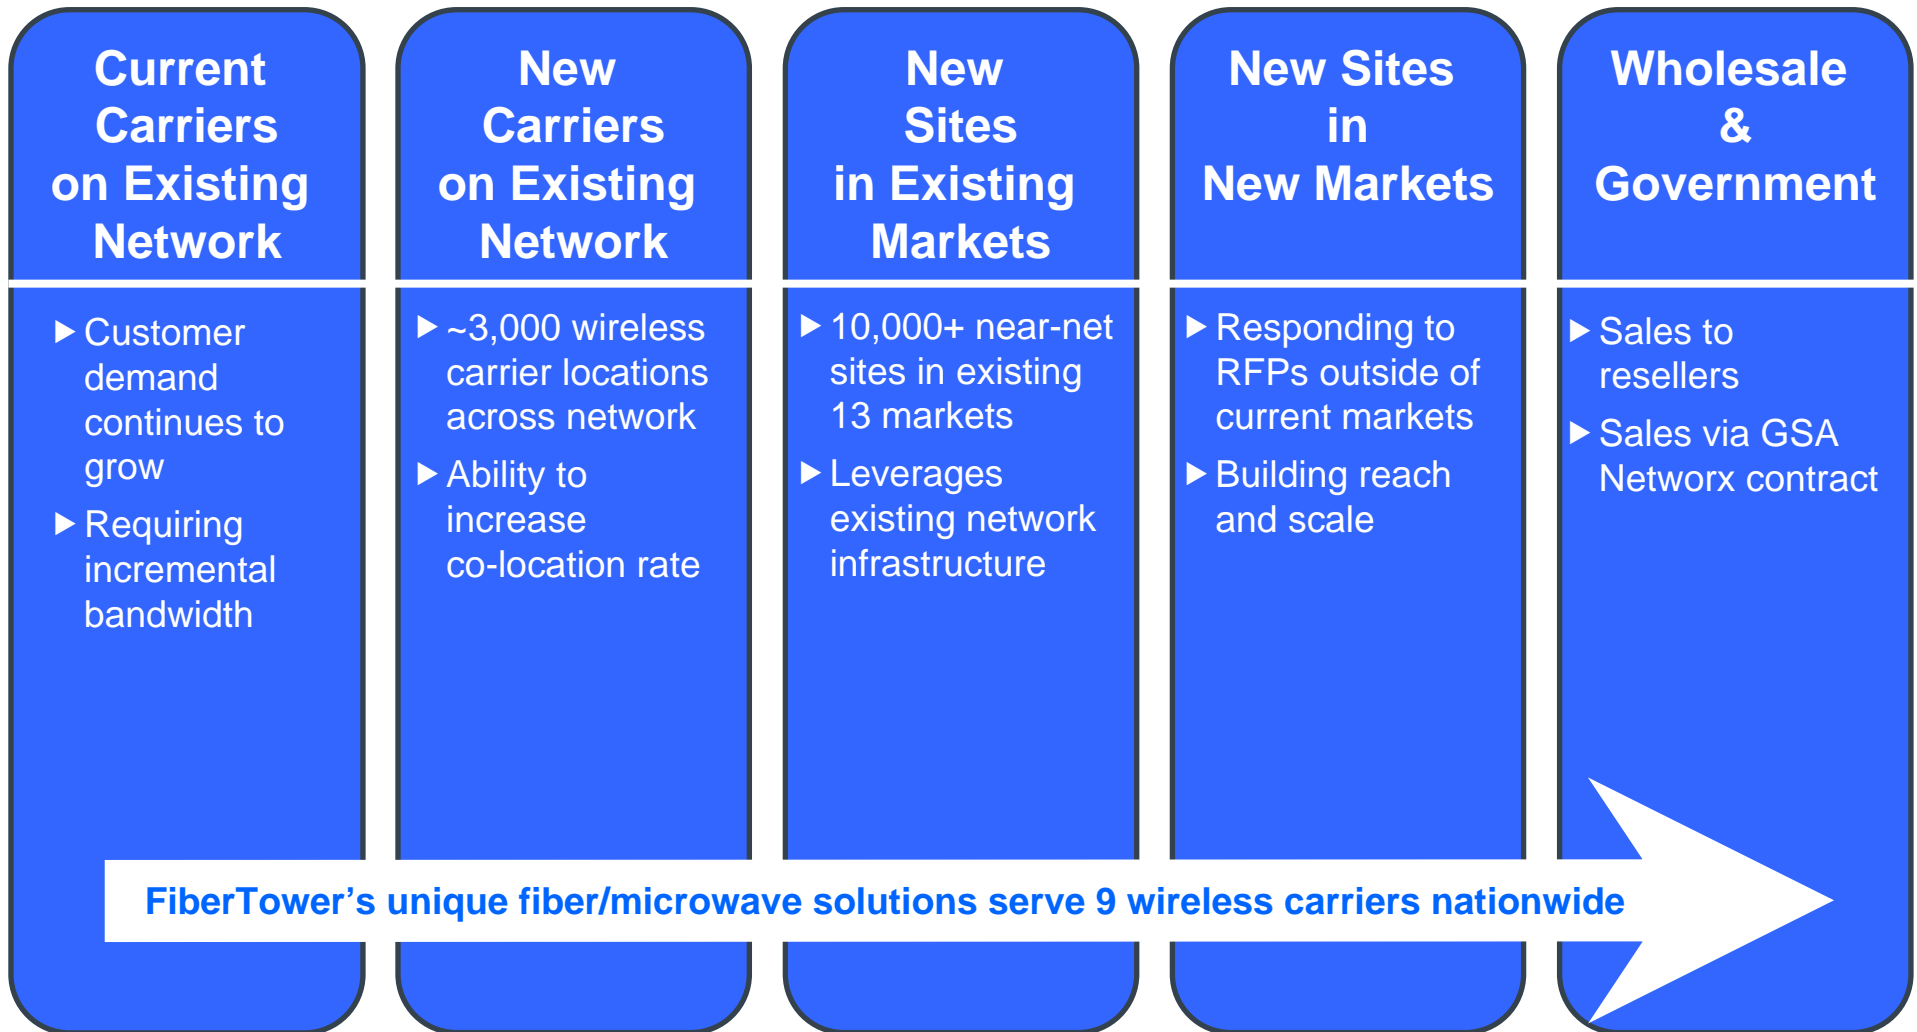 Current
Carriers
on Existing
Network
Customer
demand
continues to
grow
Requiring
incremental
bandwidth
New
Carriers
on Existing
Network
~3,000 wireless
carrier locations
across network
Ability to
increase
co-location rate
New
Sites
in Existing
Markets
10,000+ near-net
sites in existing
13 markets
Leverages
existing network
infrastructure
New Sites
in
New Markets
Responding to
RFPs outside of
current markets
Building reach
and scale
Wholesale
&
Government
Sales to
resellers
Sales via GSA
Networx contract
FiberTower’s unique fiber/microwave solutions serve 9 wireless carriers nationwide